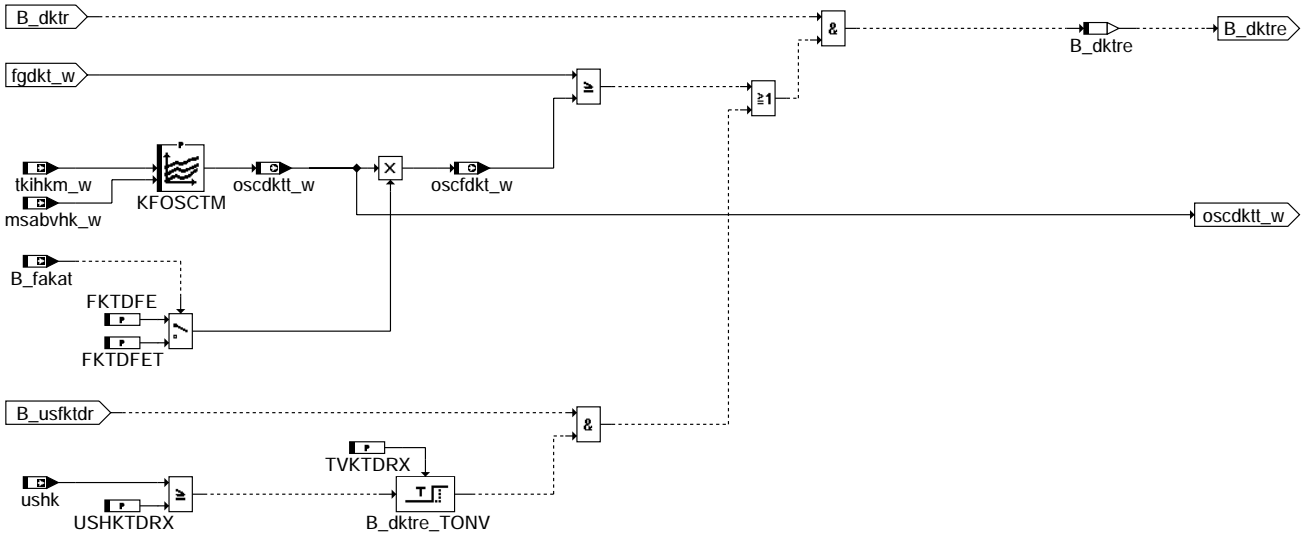 B_dktr
&
B_dktre
B_dktre
fgdkt_w
≥
≥1
P
tkihkm_w
KFOSCTM
oscdktt_w
X
oscfdkt_w
msabvhk_w
oscdktt_w
B_fakat
FKTDFE
P
P
FKTDFET
B_usfktdr
&
P
TVKTDRX
ushk
P
≥
T
USHKTDRX
B_dktre_TONV